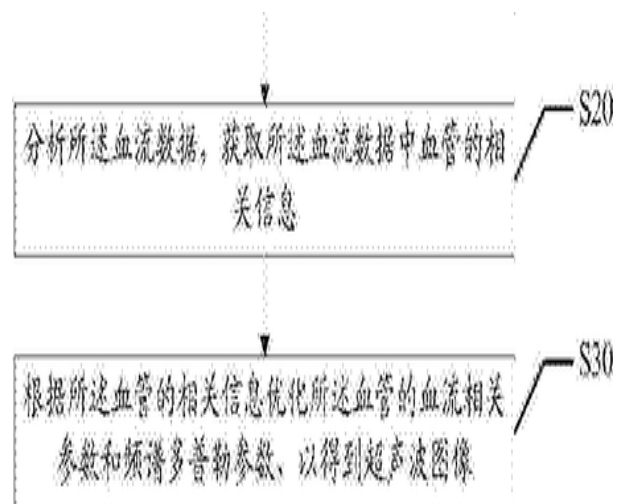 S20
分析所述血流数据，获取所述血流数据中血管的相
关信息
S30
根据所述血管的相关信息优化所述血管的血流相关
参数和频谱多普勒参数、以得到超声波图像